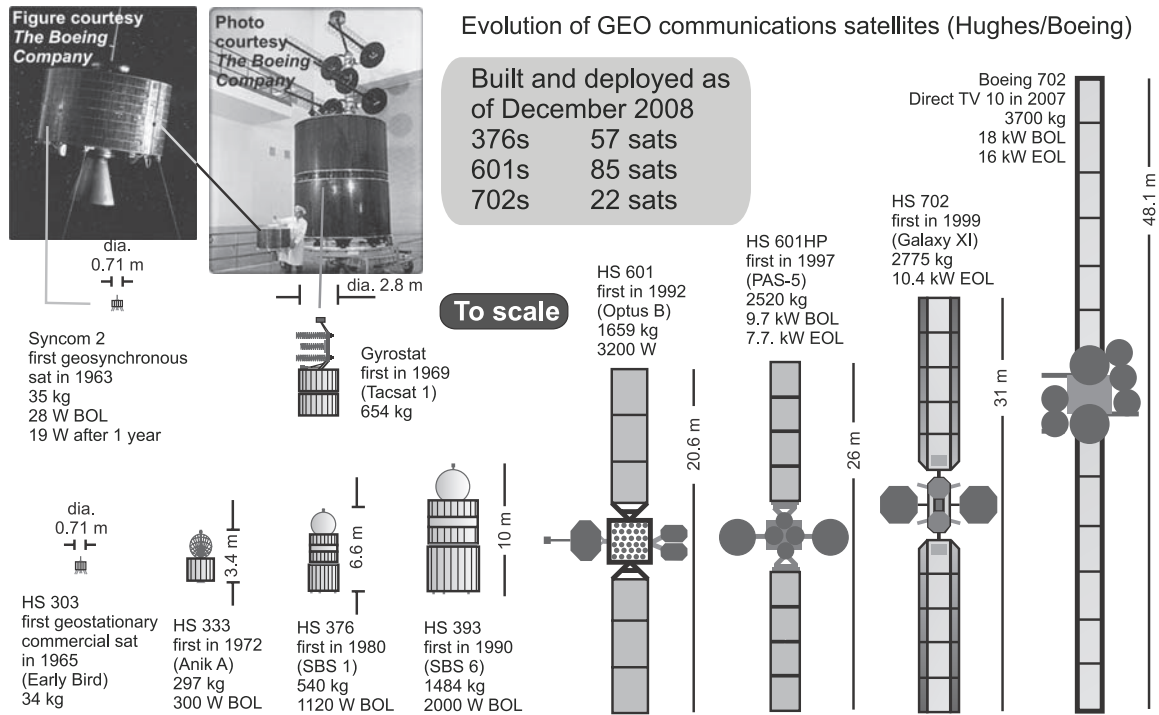 Figure courtesy
The Boeing
Company
Photo
courtesy
The Boeing
Company
Evolution of GEO communications satellites (Hughes/Boeing)
Built and deployed as
of December 2008
376s 57 sats
601s 85 sats
702s 22 sats
Boeing 702
Direct TV 10 in 2007
3700 kg
18 kW BOL
16 kW EOL
48.1 m
HS 702
first in 1999
(Galaxy XI)
2775 kg
10.4 kW EOL
31 m
HS 601HP
first in 1997
(PAS-5)
2520 kg
9.7 kW BOL
7.7. kW EOL
26 m
HS 601
first in 1992
(Optus B)
1659 kg
3200 W
20.6 m
To scale
dia.
0.71 m
dia. 2.8 m
Syncom 2
first geosynchronous
sat in 1963
35 kg
28 W BOL
19 W after 1 year
Gyrostat
first in 1969
(Tacsat 1)
654 kg
dia.
0.71 m
3.4 m
6.6 m
10 m
HS 303
first geostationary
commercial sat
in 1965
(Early Bird)
34 kg
HS 333
first in 1972
(Anik A)
297 kg
300 W BOL
HS 376
first in 1980
(SBS 1)
540 kg
1120 W BOL
HS 393
first in 1990
(SBS 6)
1484 kg
2000 W BOL